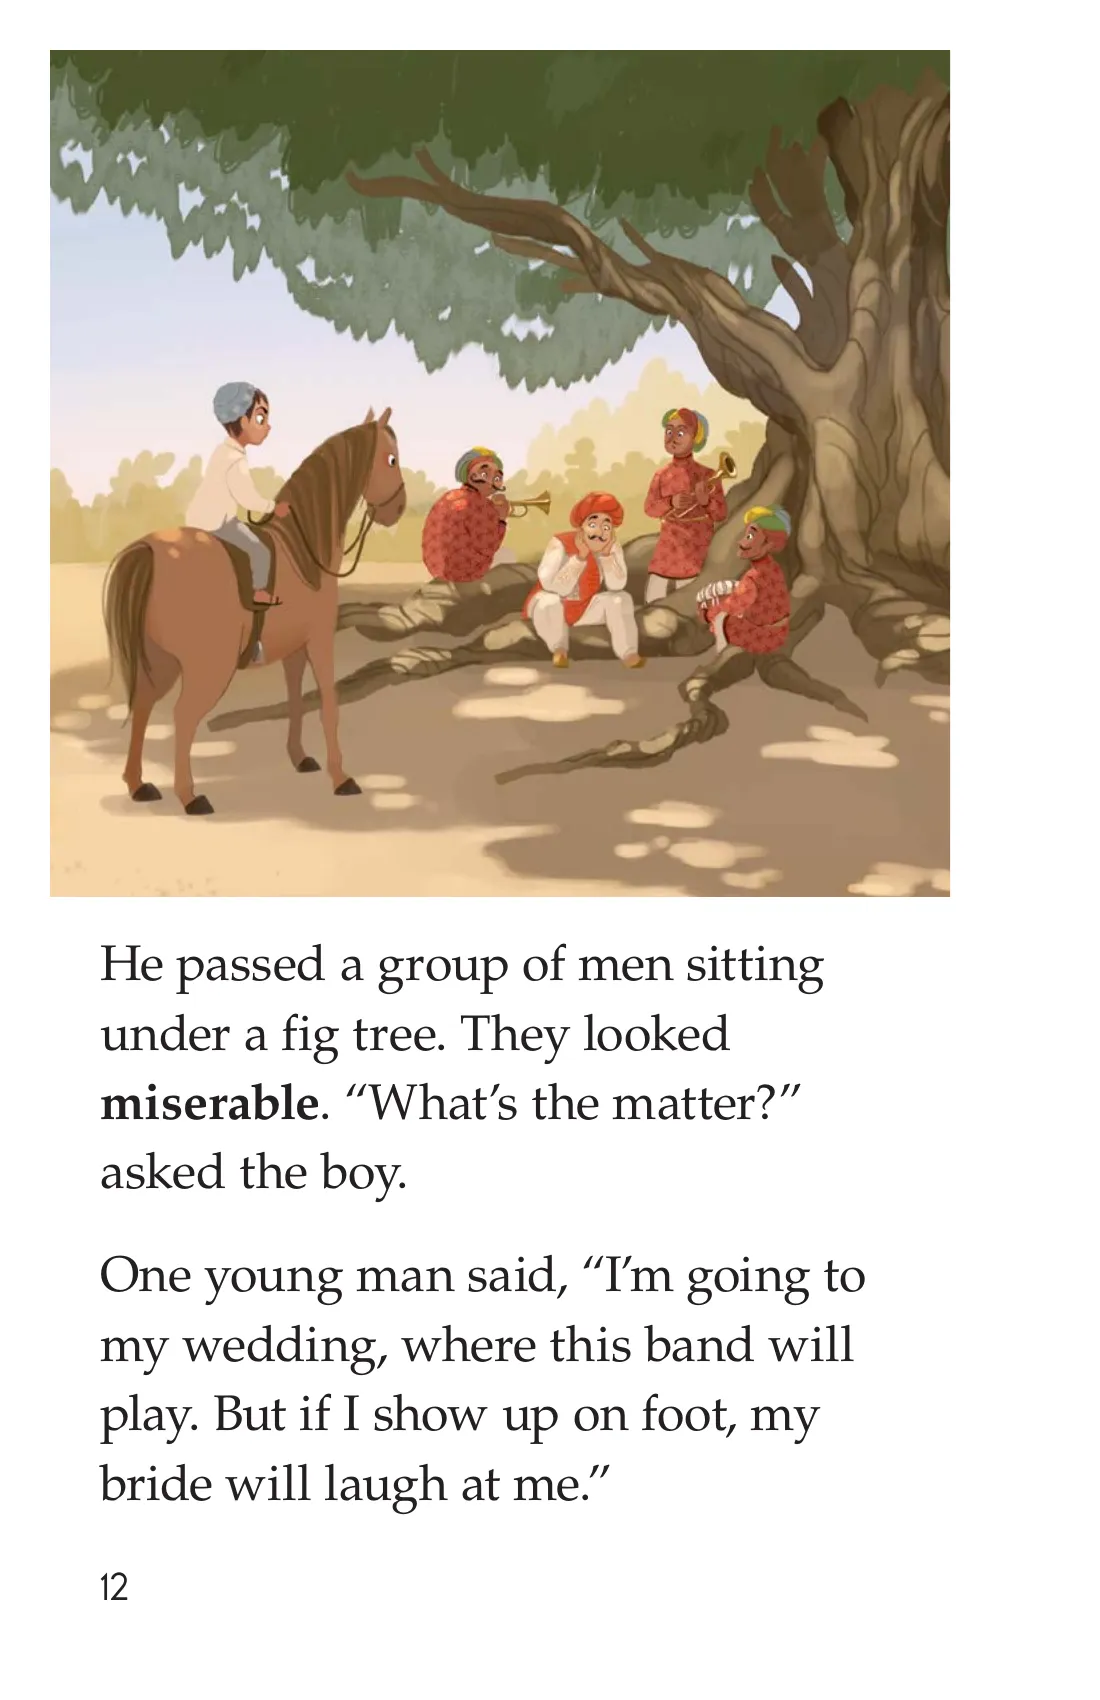 He passed a group of men sitting
under a fig tree. They looked
miserable. “What’s the matter?”
asked the boy.
One young man said, “I’m going to
my wedding, where this band will
play. But if I show up on foot, my
bride will laugh at me.”
12